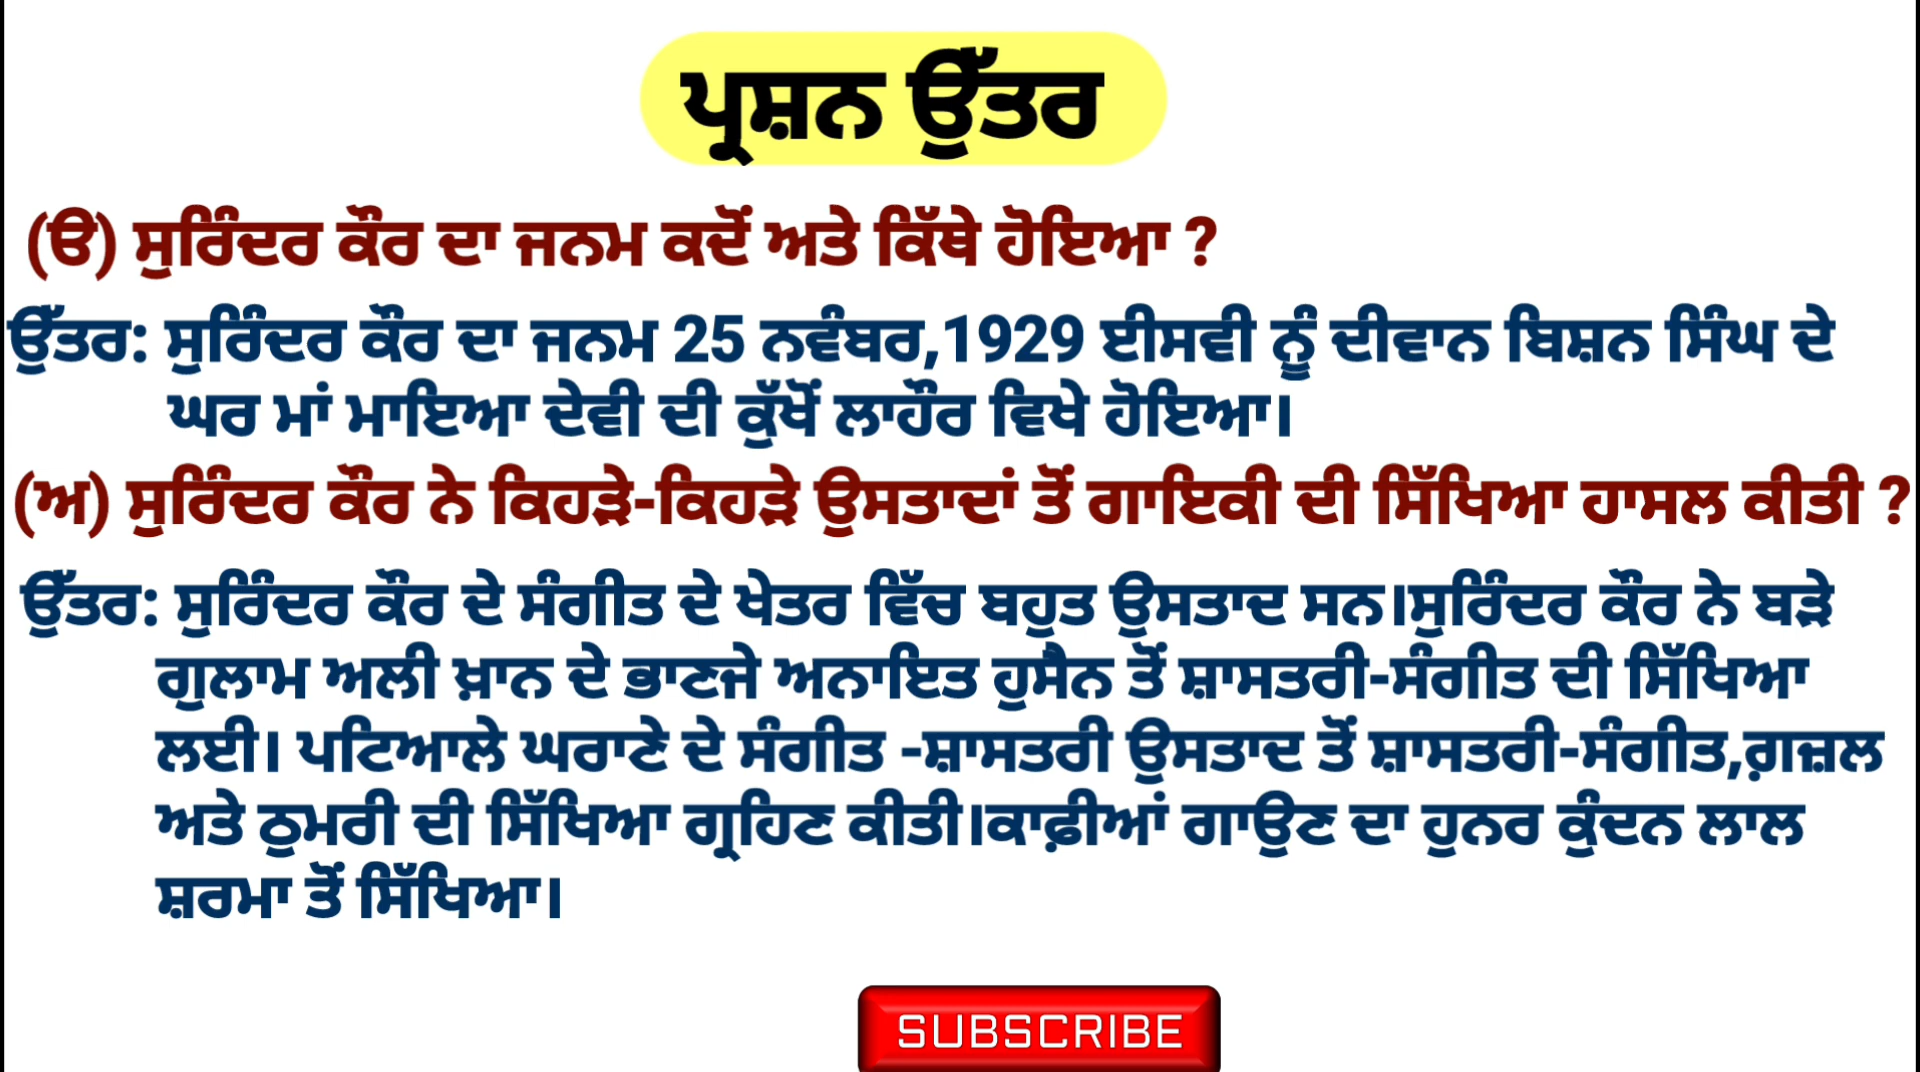 ਪ੍ਰਸ਼ਨ ਉੱਤਰ
(ੳ) ਸੁਰਿੰਦਰ ਕੌਰ ਦਾ ਜਨਮ ਕਦੋਂ ਅਤੇ ਕਿੱਥੇ ਹੋਇਆ ?
ਉੱਤਰ: ਸੁਰਿੰਦਰ ਕੌਰ ਦਾ ਜਨਮ 25 ਨਵੰਬਰ,1929 ਈਸਵੀ ਨੂੰ ਦੀਵਾਨ ਬਿਸ਼ਨ ਸਿੰਘ ਦੇ
ਘਰ ਮਾਂ ਮਾਇਆ ਦੇਵੀ ਦੀ ਕੁੱਖੋਂ ਲਾਹੌਰ ਵਿਖੇ ਹੋਇਆ।
(ਅ) ਸੁਰਿੰਦਰ ਕੌਰ ਨੇ ਕਿਹੜੇ-ਕਿਹੜੇ ਉਸਤਾਦਾਂ ਤੋਂ ਗਾਇਕੀ ਦੀ ਸਿੱਖਿਆ ਹਾਸਲ ਕੀਤੀ ?
ਉੱਤਰ: ਸੁਰਿੰਦਰ ਕੌਰ ਦੇ ਸੰਗੀਤ ਦੇ ਖੇਤਰ ਵਿੱਚ ਬਹੁਤ ਉਸਤਾਦ ਸਨ।ਸੁਰਿੰਦਰ ਕੌਰ ਨੇ ਬੜੇ
ਗੁਲਾਮ ਅਲੀ ਖ਼ਾਨ ਦੇ ਭਾਣਜੇ ਅਨਾਇਤ ਹੁਸੈਨ ਤੋਂ ਸ਼ਾਸਤਰੀ-ਸੰਗੀਤ ਦੀ ਸਿੱਖਿਆ
ਲਈ। ਪਟਿਆਲੇ ਘਰਾਣੇ ਦੇ ਸੰਗੀਤ -ਸ਼ਾਸਤਰੀ ਉਸਤਾਦ ਤੋਂ ਸ਼ਾਸਤਰੀ-ਸੰਗੀਤ,ਗ਼ਜ਼ਲ
ਅਤੇ ਠੁਮਰੀ ਦੀ ਸਿੱਖਿਆ ਗ੍ਰਹਿਣ ਕੀਤੀ।ਕਾਫ਼ੀਆਂ ਗਾਉਣ ਦਾ ਹੁਨਰ ਕੁੰਦਨ ਲਾਲ
ਸ਼ਰਮਾ ਤੋਂ ਸਿੱਖਿਆ।
SUBSCRIBE